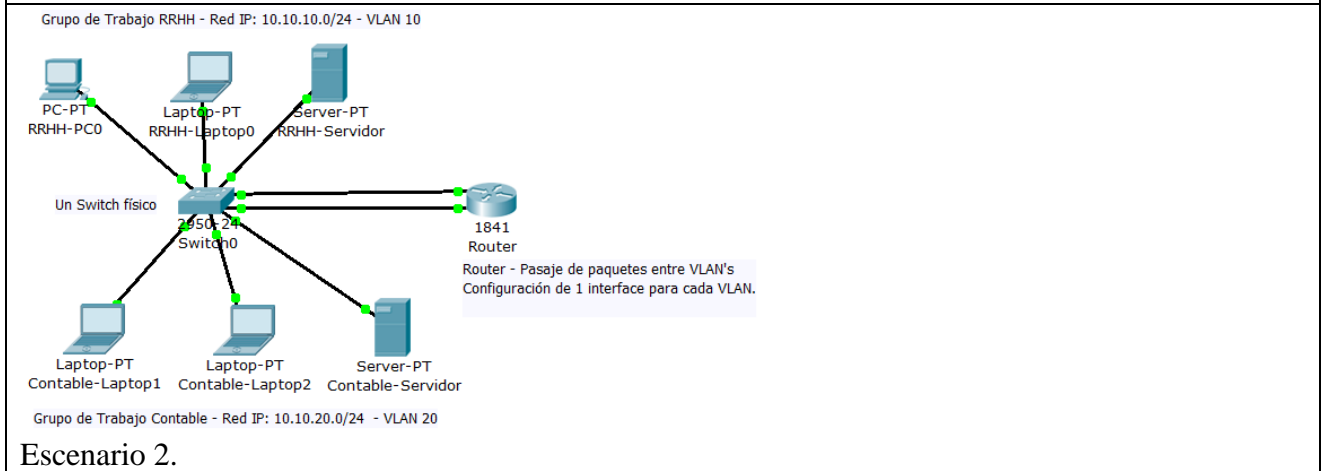 Grupo de Trabajo RRHH - Red IP: 10.10.10.0/24 - VLAN 10
PC-PT
RRHH-PC0
Laptop-PT
RRHH-Laptop0
Server-PT
RRHH-Servidor
Un Switch físico
2950-24
Switch0
1841
Router
Router - Pasaje de paquetes entre VLAN's
Configuración de 1 interface para cada VLAN.
Laptop-PT
Contable-Laptop1
Laptop-PT
Contable-Laptop2
Server-PT
Contable-Servidor
Grupo de Trabajo Contable - Red IP: 10.10.20.0/24 - VLAN 20
Escenario 2.